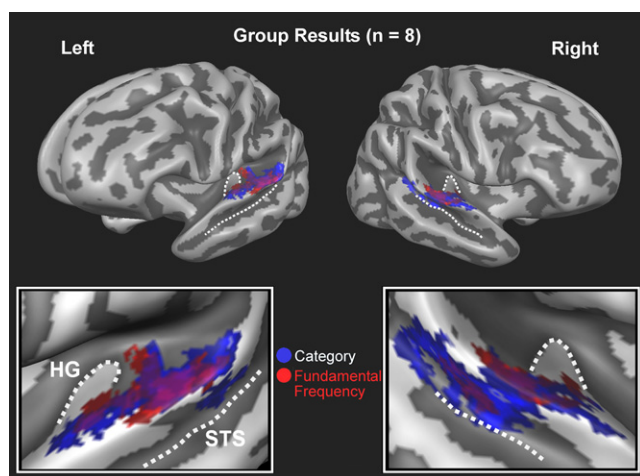 Group Results (n = 8)
Left
Right
HG
STS
Category
Fundamental
Frequency